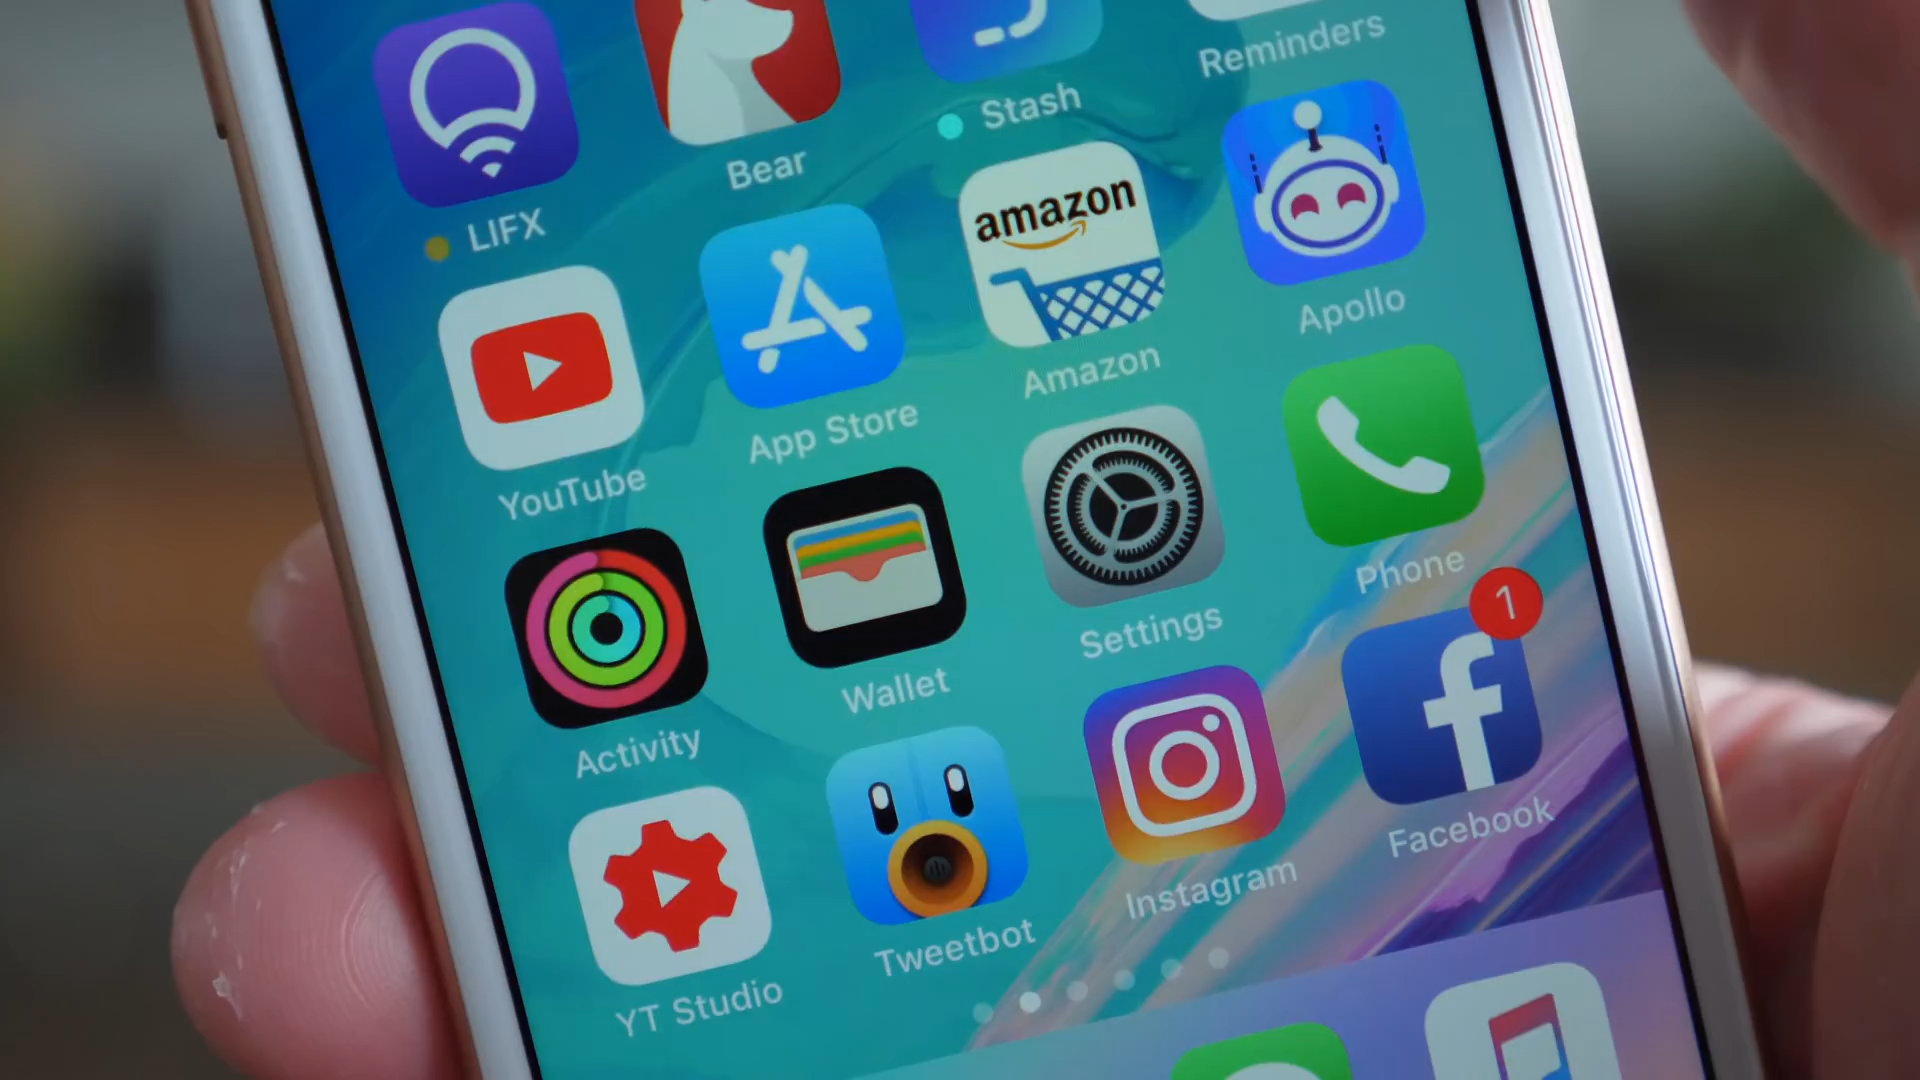 LIFX
Bear
Stash
Reminders
YouTube
App Store
amazon
Amazon
Apollo
Activity
Wallet
Settings
Phone
1
YT Studio
Tweetbot
Instagram
f
Facebook